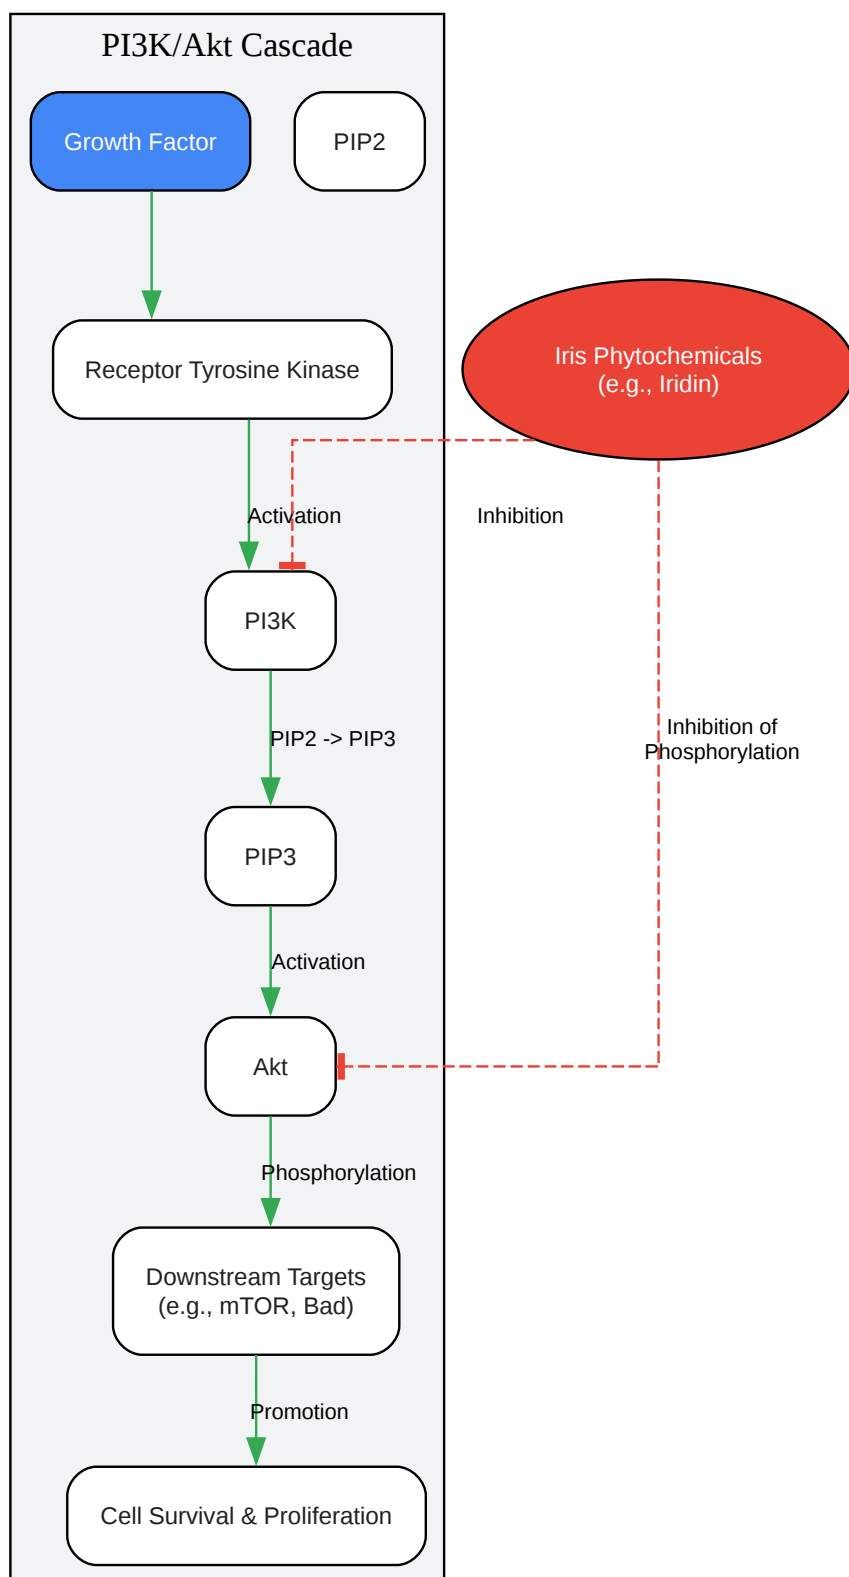 PI3K/Akt Cascade
Growth Factor
PIP2
Receptor Tyrosine Kinase
Iris Phytochemicals
(e.g., Iridin)
Activation
Inhibition
PI3K
Inhibition of
Phosphorylation
PIP2 -> PIP3
PIP3
Activation
Akt
Phosphorylation
Downstream Targets
(e.g., mTOR, Bad)
Promotion
Cell Survival & Proliferation